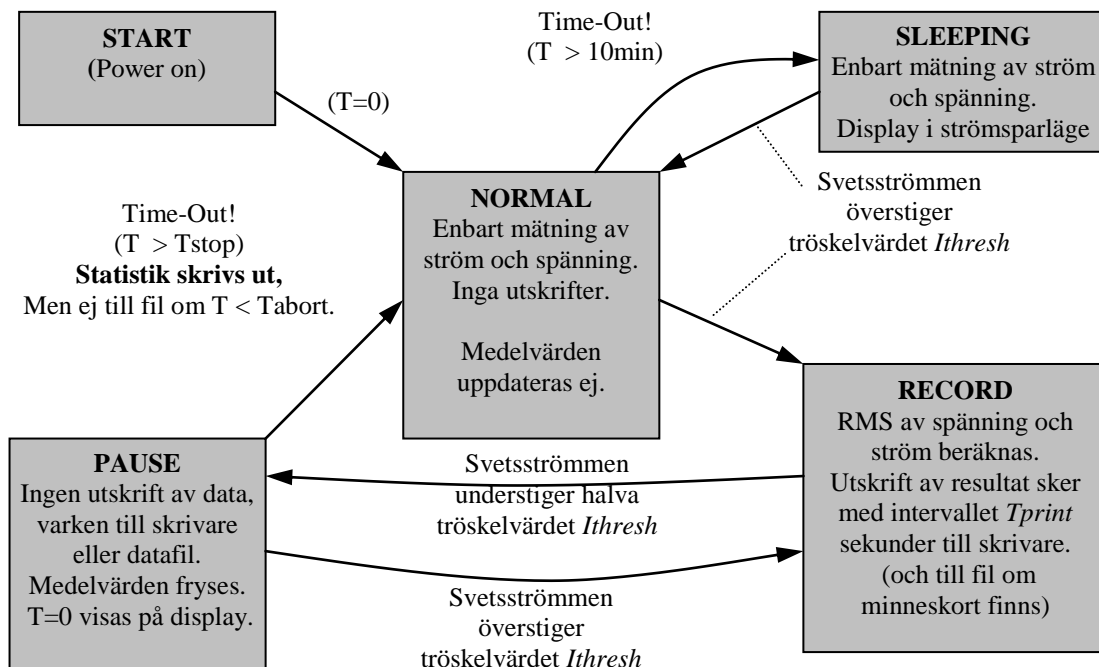 START
(Power on)
(T=0)
Time-Out!
(T > 10min)
SLEEPING
Enbart mätning av ström
och spänning.
Display i strömsparläge
Svetsströmmen
överstiger
tröskelvärdet Ithresh
NORMAL
Enbart mätning av
ström och spänning.
Inga utskrifter.
Medelvärden
uppdateras ej.
Time-Out!
(T > Tstop)
Statistik skrivs ut,
Men ej till fil om T < Tabort.
RECORD
RMS av spänning och
ström beräknas.
Utskrift av resultat sker
med intervallet Tprint
sekunder till skrivare.
(och till fil om
minneskort finns)
PAUSE
Ingen utskrift av data,
varken till skrivare
eller datafil.
Medelvärden fryses.
T=0 visas på display.
Svetsströmmen
understiger halva
tröskelvärdet Ithresh
Svetsströmmen
överstiger
tröskelvärdet Ithresh